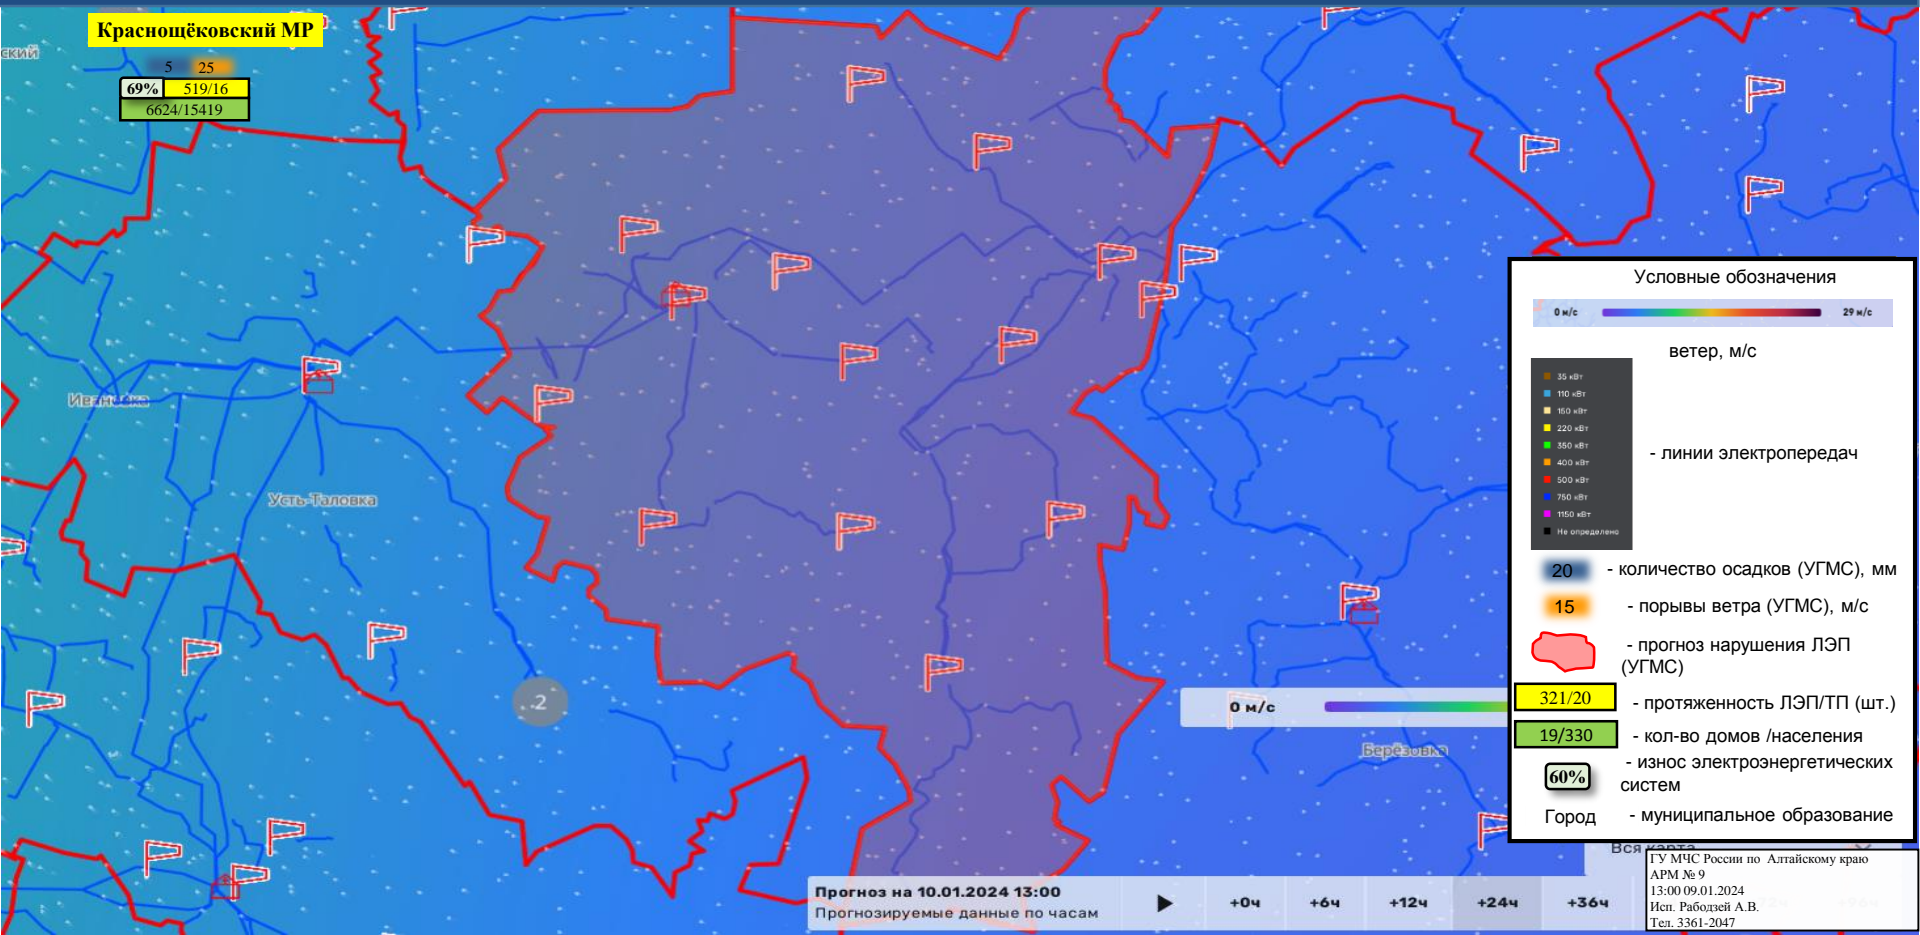 Краснощёковский МР
ский
5 25
69% 519/16
6624/15419
Ивановка
Усть-Таловка
2
0 м/с
Берёзовка
Условные обозначения
0 м/с 29 м/с
ветер, м/с
35 кВт
110 кВт
150 кВт
220 кВт
350 кВт
400 кВт
500 кВт
750 кВт
1150 кВт
Не определено
- линии электропередач
20 - количество осадков (УГМС), мм
15 - порывы ветра (УГМС), м/с
- прогноз нарушения ЛЭП
(УГМС)
321/20 - протяженность ЛЭП/ТП (шт.)
19/330 - кол-во домов /населения
60% - износ электроэнергетических
систем
Город - муниципальное образование
Вся карта
Прогноз на 10.01.2024 13:00
Прогнозируемые данные по часам
+0ч +6ч +12ч +24ч +36ч
ГУ МЧС России по Алтайскому краю
АРМ № 9
13:00 09.01.2024
Исп. Рабодзей А.В.
Тел. 3361-2047